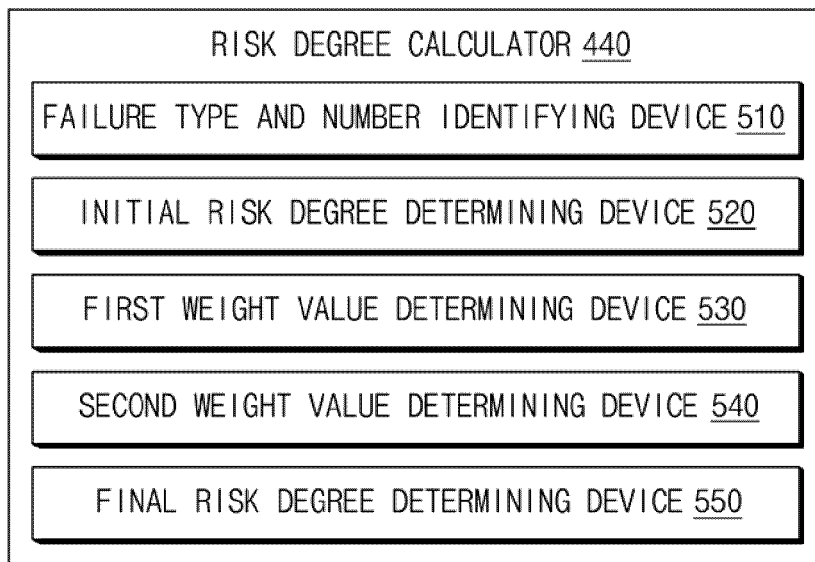 RISK DEGREE CALCULATOR 440
FAILURE TYPE AND NUMBER IDENTIFYING DEVICE 510
INITIAL RISK DEGREE DETERMINING DEVICE 520
FIRST WEIGHT VALUE DETERMINING DEVICE 530
SECOND WEIGHT VALUE DETERMINING DEVICE 540
FINAL RISK DEGREE DETERMINING DEVICE 550